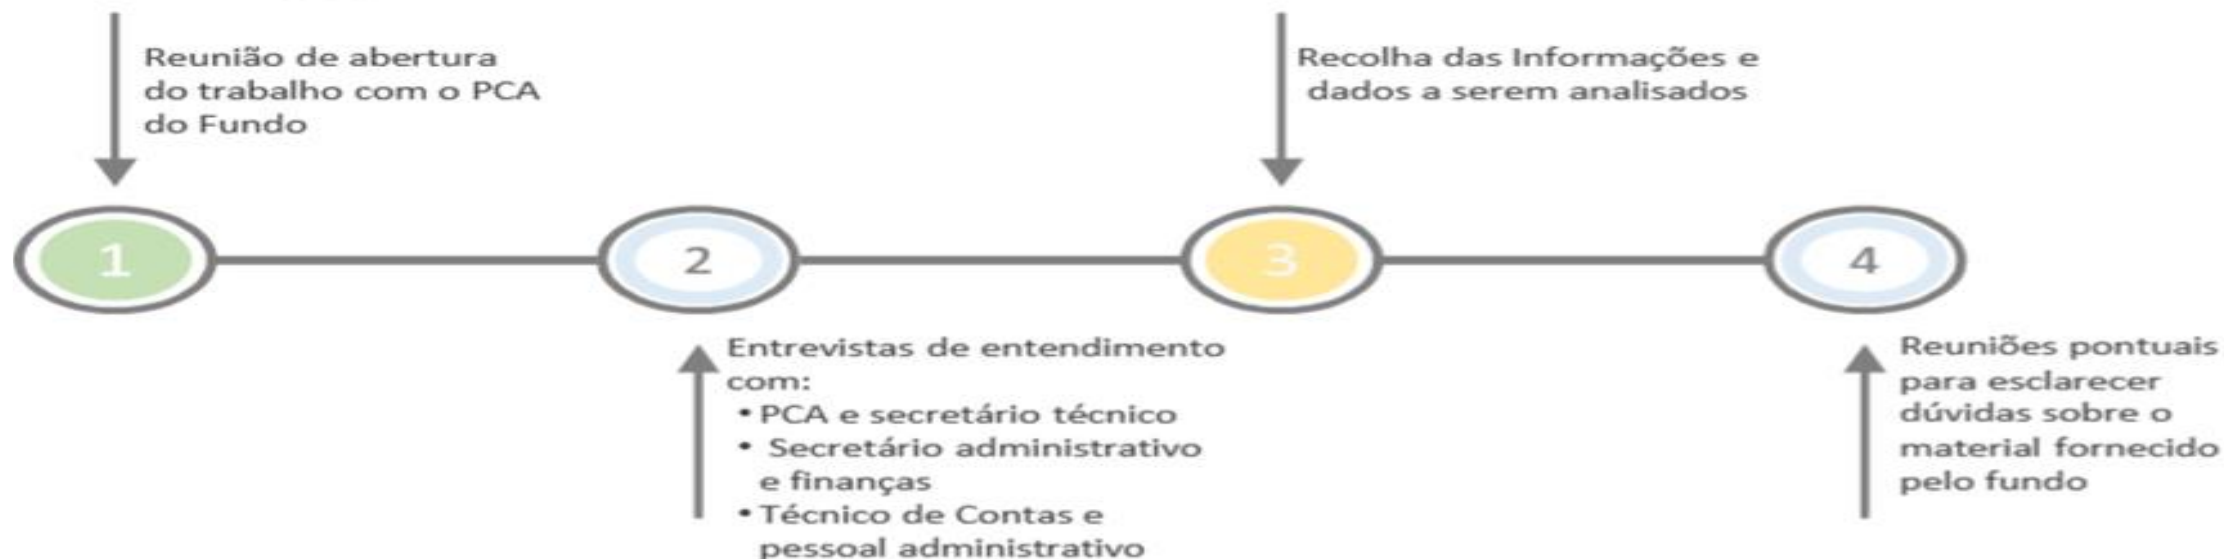 Reunião de abertura
do trabalho com o PCA
do Fundo
Recolha das Informações e
dados a serem analisados
1
2
3
4
Entrevistas de entendimento
com:
• PCA e secretário técnico
• Secretário administrativo
e finanças
• Técnico de Contas e
pessoal administrativo
Reuniões pontuais
para esclarecer
dúvidas sobre o
material fornecido
pelo fundo